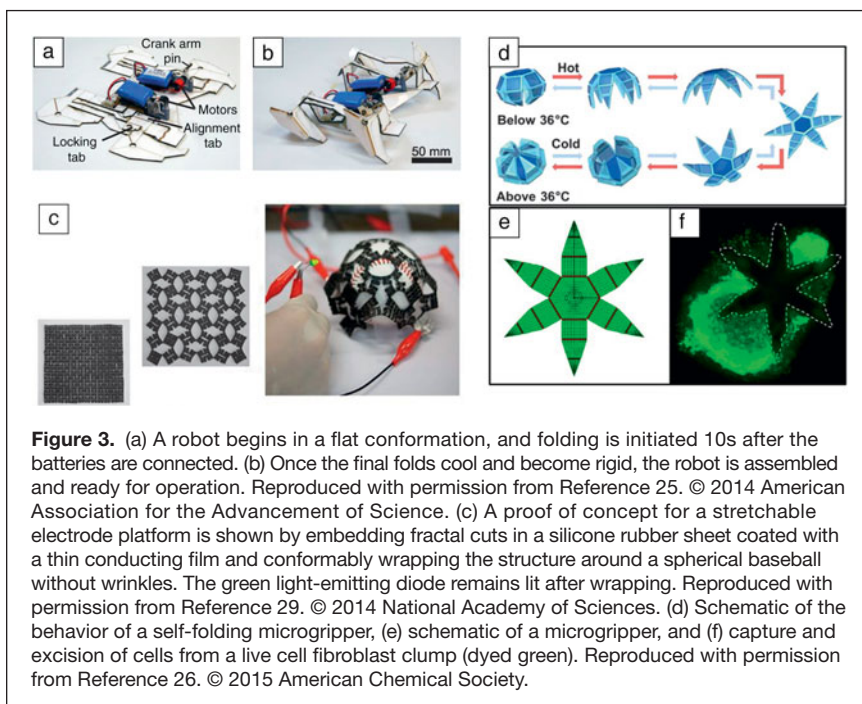 a
Crank arm
pin
Motors
Alignment
tab
Locking
tab
b
50 mm
c
d
Hot
Below 36°C
Cold
Above 36°C
e
f
Figure 3. (a) A robot begins in a flat conformation, and folding is initiated 10s after the
batteries are connected. (b) Once the final folds cool and become rigid, the robot is assembled
and ready for operation. Reproduced with permission from Reference 25. © 2014 American
Association for the Advancement of Science. (c) A proof of concept for a stretchable
electrode platform is shown by embedding fractal cuts in a silicone rubber sheet coated with
a thin conducting film and conformably wrapping the structure around a spherical baseball
without wrinkles. The green light-emitting diode remains lit after wrapping. Reproduced with
permission from Reference 29. © 2014 National Academy of Sciences. (d) Schematic of the
behavior of a self-folding microgripper, (e) schematic of a microgripper, and (f) capture and
excision of cells from a live cell fibroblast clump (dyed green). Reproduced with permission
from Reference 26. © 2015 American Chemical Society.